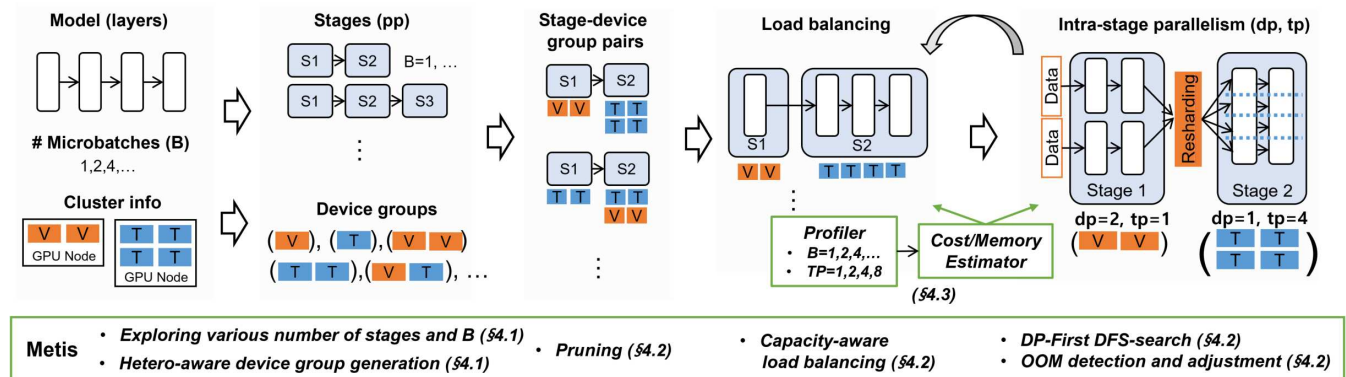 Model (layers)
# Microbatches (B)
1,2,4,...
Cluster info
V V
GPU Node
T T
T T
GPU Node
Stages (pp)
S1 S2 B=1, ...
S1 S2 S3
⋮
Device groups
(V), (T), (V V)
(T T), (V T), ...
Stage-device
group pairs
S1 S2
V V T T
T T
S1 S2
T T T T
V V
⋮
Load balancing
S1 S2
V V T T T T
⋮
Profiler
• B=1,2,4,...
• TP=1,2,4,8
Cost/Memory
Estimator
(§4.3)
Intra-stage parallelism (dp, tp)
Data
Data
Resharding
Stage 1 Stage 2
dp=2, tp=1 dp=1, tp=4
(V V) (T T
T T)
Metis
• Exploring various number of stages and B (§4.1)
• Hetero-aware device group generation (§4.1)
• Pruning (§4.2)
• Capacity-aware
load balancing (§4.2)
• DP-First DFS-search (§4.2)
• OOM detection and adjustment (§4.2)